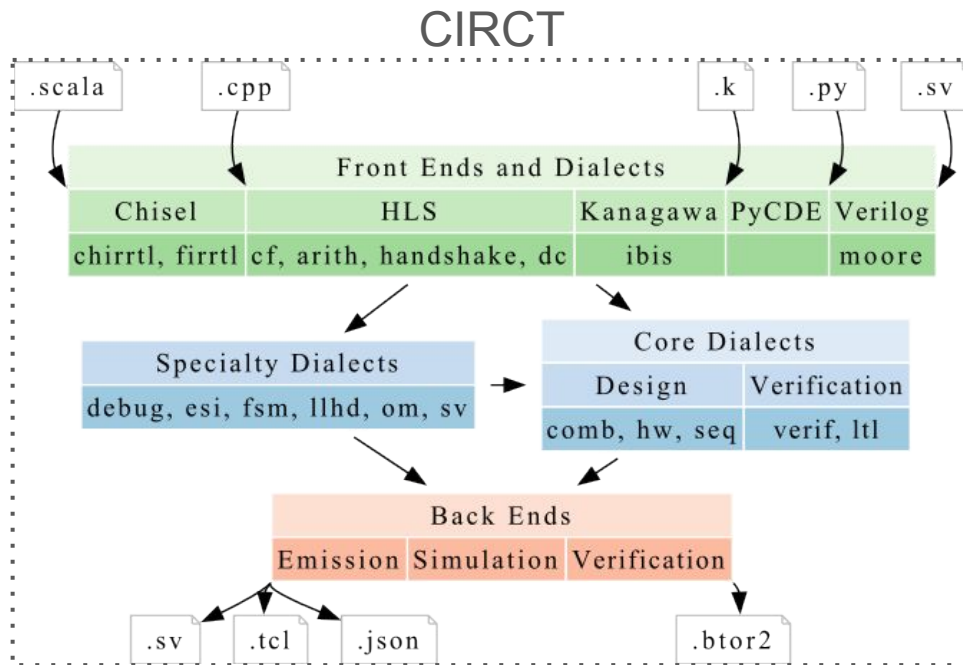 CIRCT
.scala .cpp .k .py .sv
Front Ends and Dialects
Chisel HLS Kanagawa PyCDE Verilog
chirrtl, firrtl cf, arith, handshake, dc ibis moore
Specialty Dialects
debug, esi, fsm, llhd, om, sv
Core Dialects
Design Verification
comb, hw, seq verif, ltl
Back Ends
Emission Simulation Verification
.sv .tcl .json .btor2